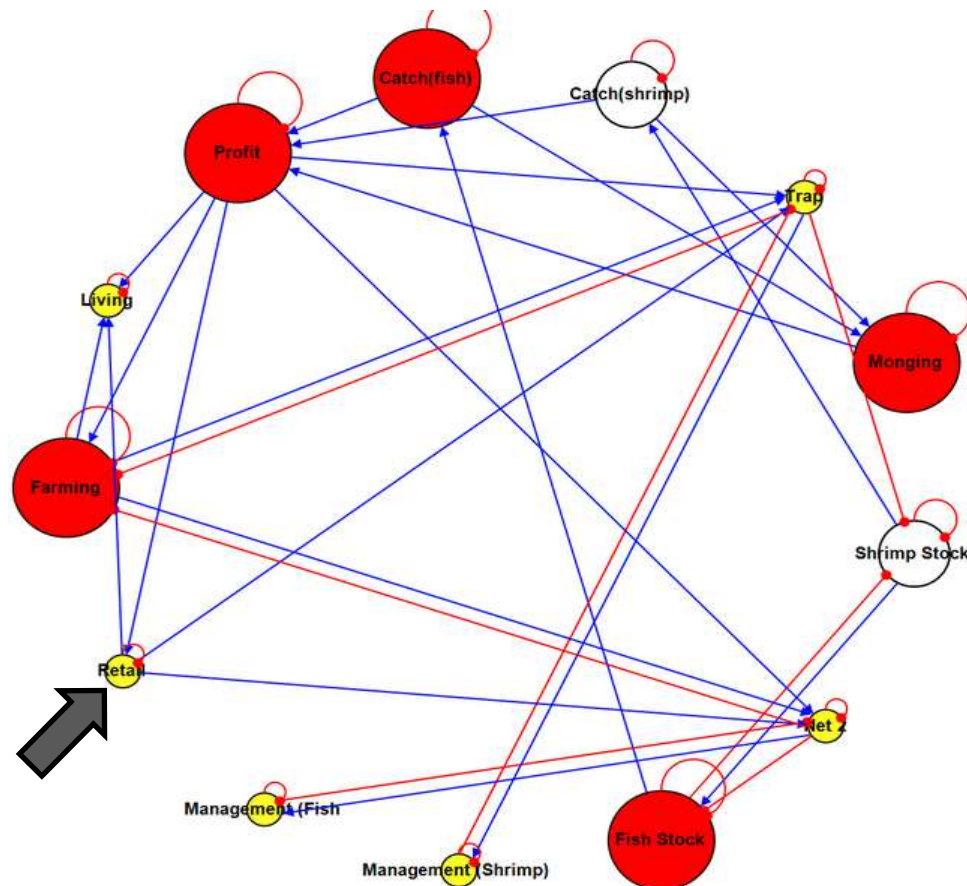 Catch(fish)
Catch(shrimp)
Profit
Trap
Living
Monging
Farming
Shrimp Stock
Retail
Net 2
Management (Fish
Fish Stock
Management (Shrimp)